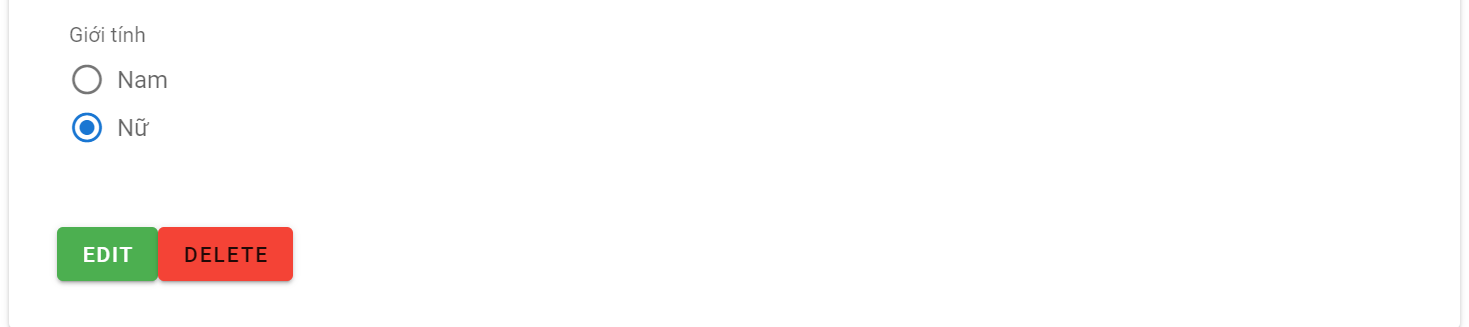 Giới tính
Nam
Nữ
EDIT DELETE